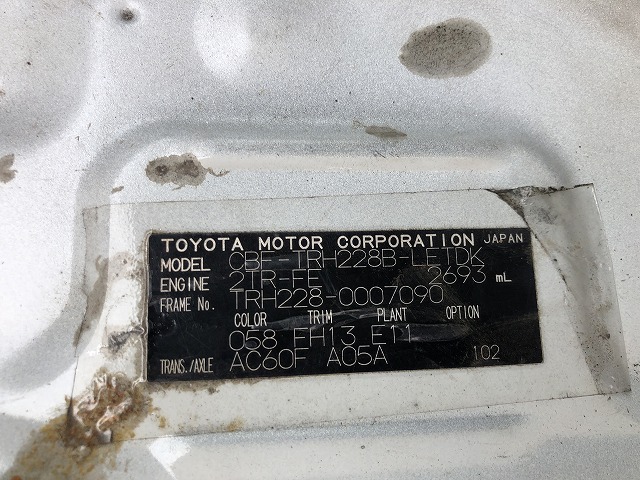 TOYOTA MOTOR CORPORATION JAPAN
MODEL CBF-TRH228B-LETDK
ENGINE 2TR-FE 2693 mL
FRAME No. TRH228-0007090
COLOR TRIM PLANT OPTION
058 FH13 E11
TRANS./AXLE AC60F A05A 102